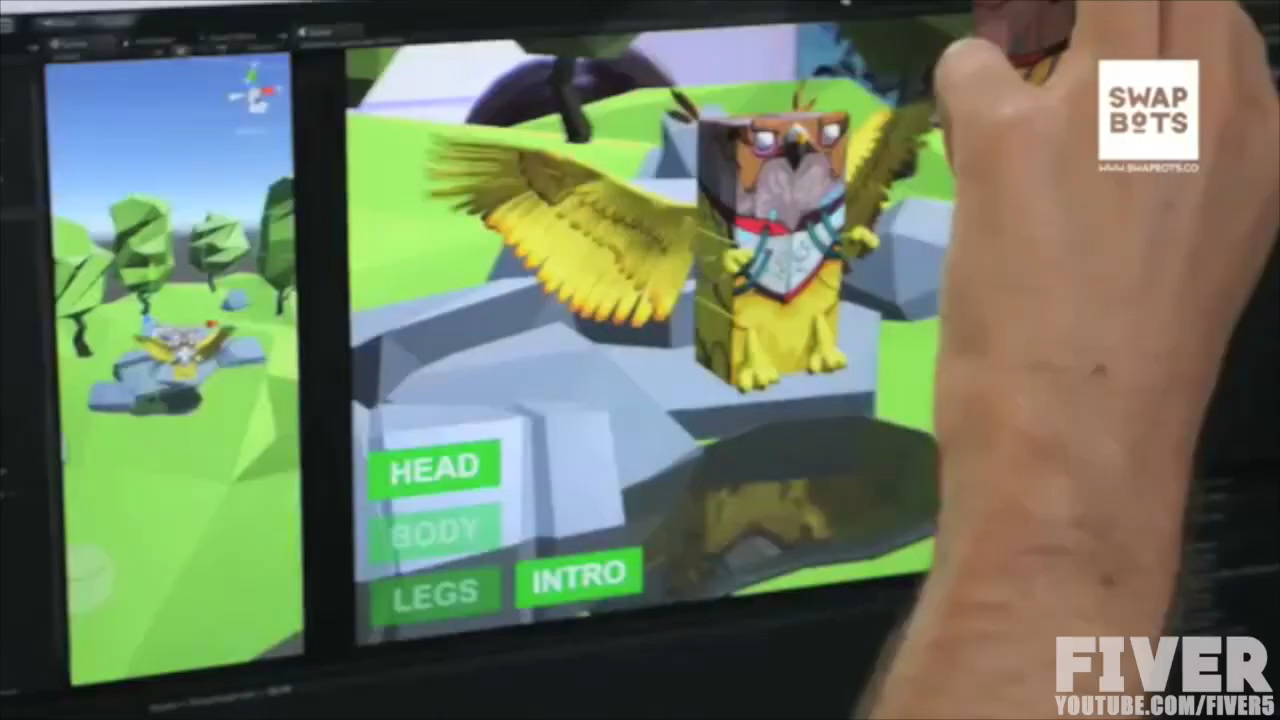 SWAP
BOTS
WWW.SWAPBOTS.CO
HEAD
BODY
LEGS
INTRO
FIVER
YOUTUBE.COM/FIVER5